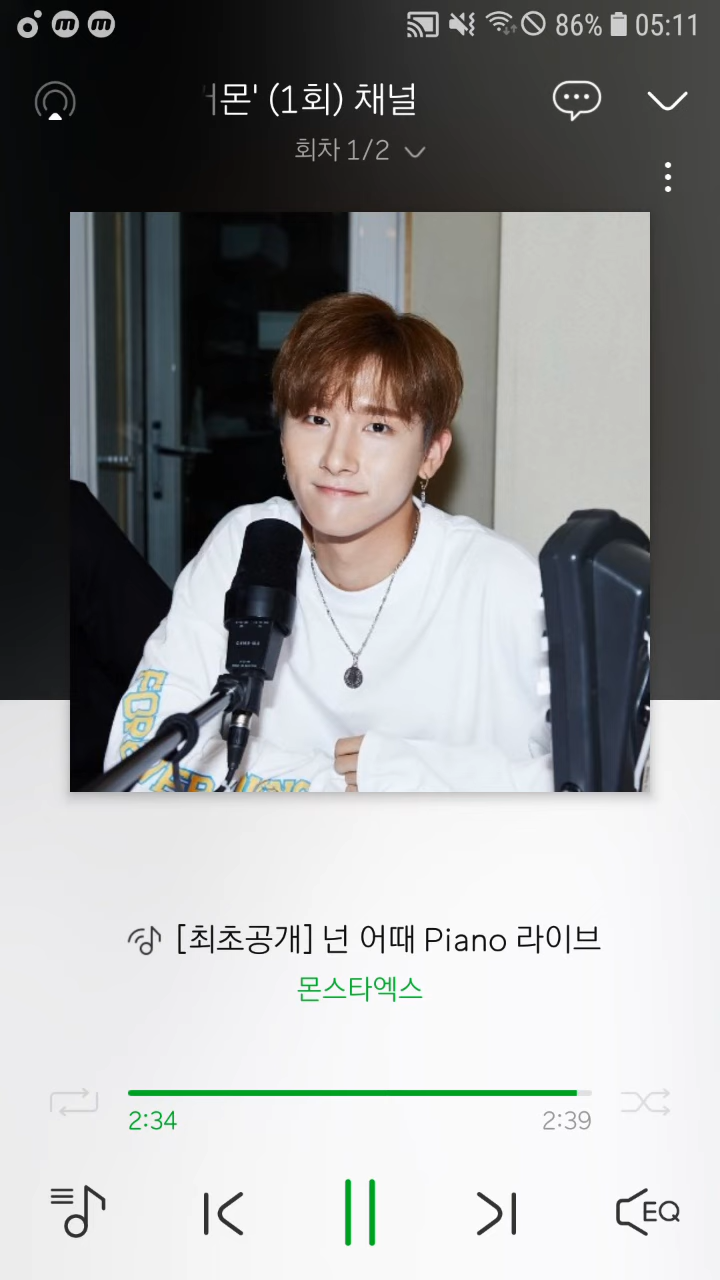 86% 05:11
몬' (1회) 채널
회차 1/2
[최초공개] 넌 어때 Piano 라이브
몬스타엑스
2:34
2:39
EQ